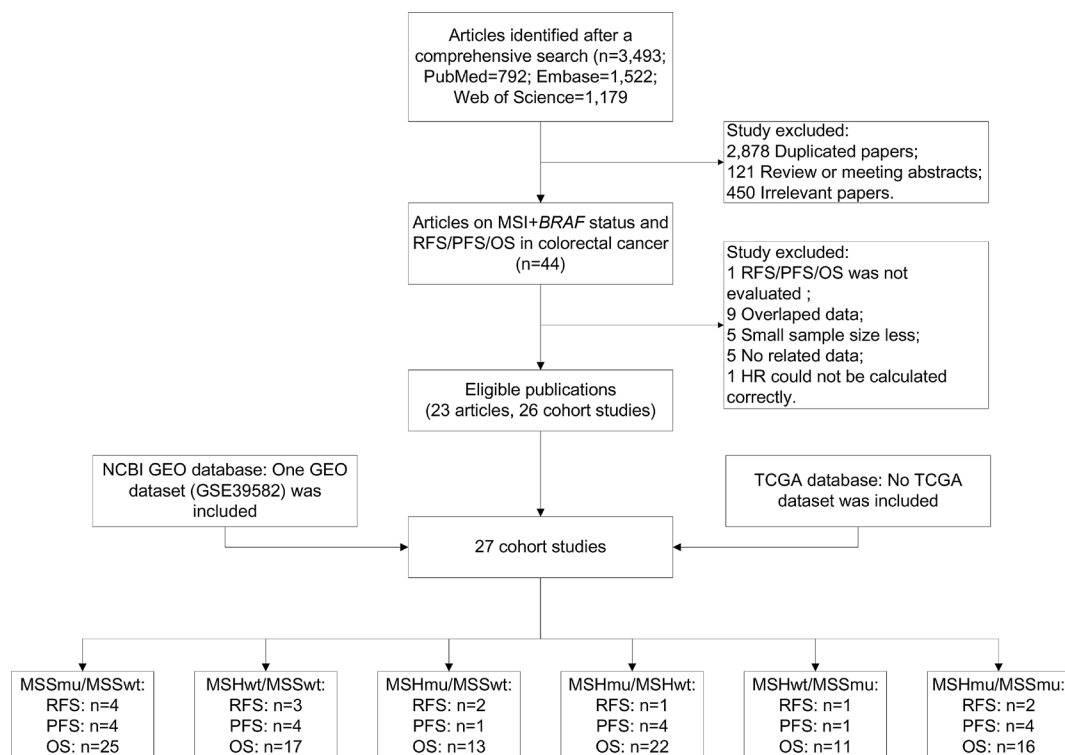 Articles identified after a
comprehensive search (n=3,493;
PubMed=792; Embase=1,522;
Web of Science=1,179
Study excluded:
2,878 Duplicated papers;
121 Review or meeting abstracts;
450 Irrelevant papers.
Articles on MSI+BRAF status and
RFS/PFS/OS in colorectal cancer
(n=44)
Study excluded:
1 RFS/PFS/OS was not
evaluated ;
9 Overlaped data;
5 Small sample size less;
5 No related data;
1 HR could not be calculated
correctly.
Eligible publications
(23 articles, 26 cohort studies)
NCBI GEO database: One GEO
dataset (GSE39582) was
included
TCGA database: No TCGA
dataset was included
27 cohort studies
MSSmu/MSSwt:
RFS: n=4
PFS: n=4
OS: n=25
MSHwt/MSSwt:
RFS: n=3
PFS: n=4
OS: n=17
MSHmu/MSSwt:
RFS: n=2
PFS: n=1
OS: n=13
MSHmu/MSHwt:
RFS: n=1
PFS: n=4
OS: n=22
MSHwt/MSSmu:
RFS: n=1
PFS: n=1
OS: n=11
MSHmu/MSSmu:
RFS: n=2
PFS: n=4
OS: n=16